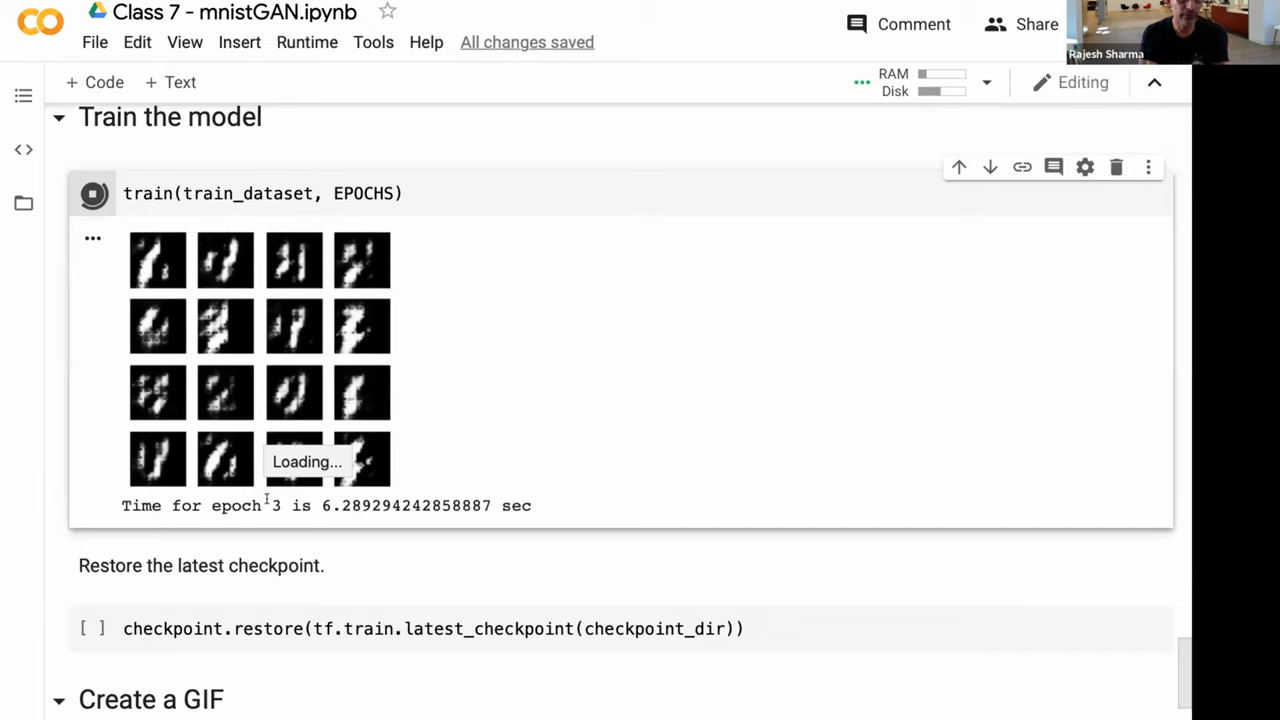 Class 7 - mnistGAN.ipynb
File Edit View Insert Runtime Tools Help All changes saved
Comment Share
Rajesh Sharma
+ Code + Text
RAM
Disk
Editing
Train the model
train(train_dataset, EPOCHS)
Loading...
Time for epoch 3 is 6.289294242858887 sec
Restore the latest checkpoint.
[ ] checkpoint.restore(tf.train.latest_checkpoint(checkpoint_dir))
Create a GIF